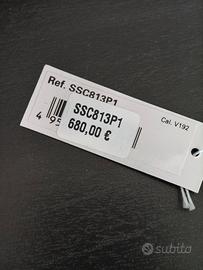 Ref. SSC813P1
Cal. V192
SSC813P1
680,00 €
4 95
subito